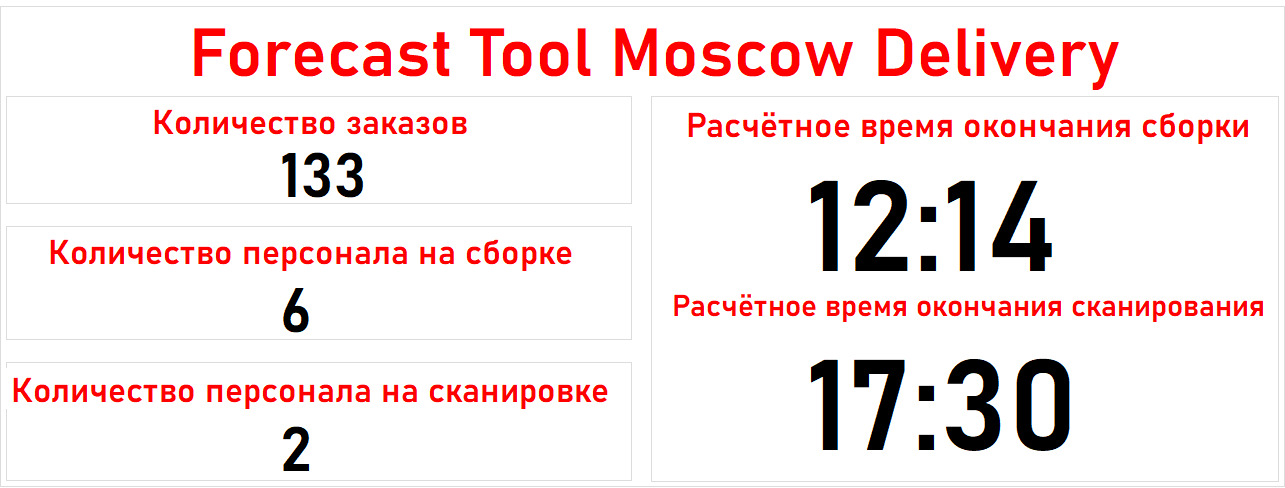 Forecast Tool Moscow Delivery
Количество заказов
133
Количество персонала на сборке
6
Количество персонала на сканировке
2
Расчётное время окончания сборки
12:14
Расчётное время окончания сканирования
17:30